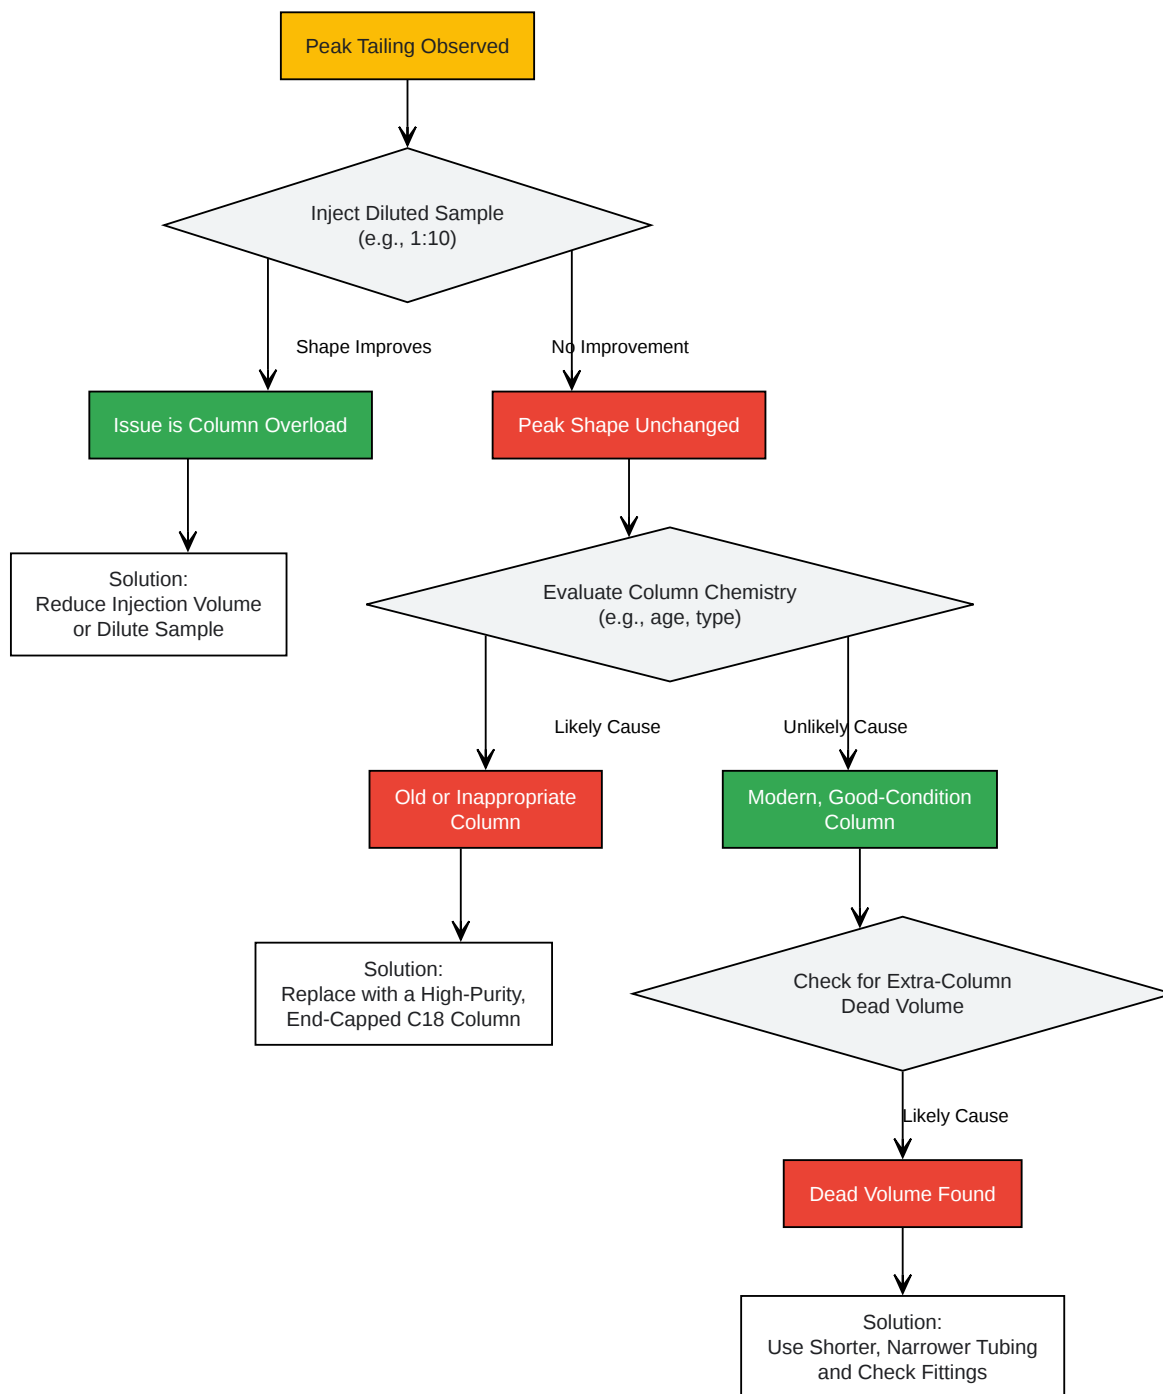 Peak Tailing Observed
Inject Diluted Sample
(e.g., 1:10)
Shape Improves
No Improvement
Issue is Column Overload
Peak Shape Unchanged
Solution:
Reduce Injection Volume
or Dilute Sample
Evaluate Column Chemistry
(e.g., age, type)
Likely Cause
Unlikely Cause
Old or Inappropriate
Column
Modern, Good-Condition
Column
Solution:
Replace with a High-Purity,
End-Capped C18 Column
Check for Extra-Column
Dead Volume
Likely Cause
Dead Volume Found
Solution:
Use Shorter, Narrower Tubing
and Check Fittings